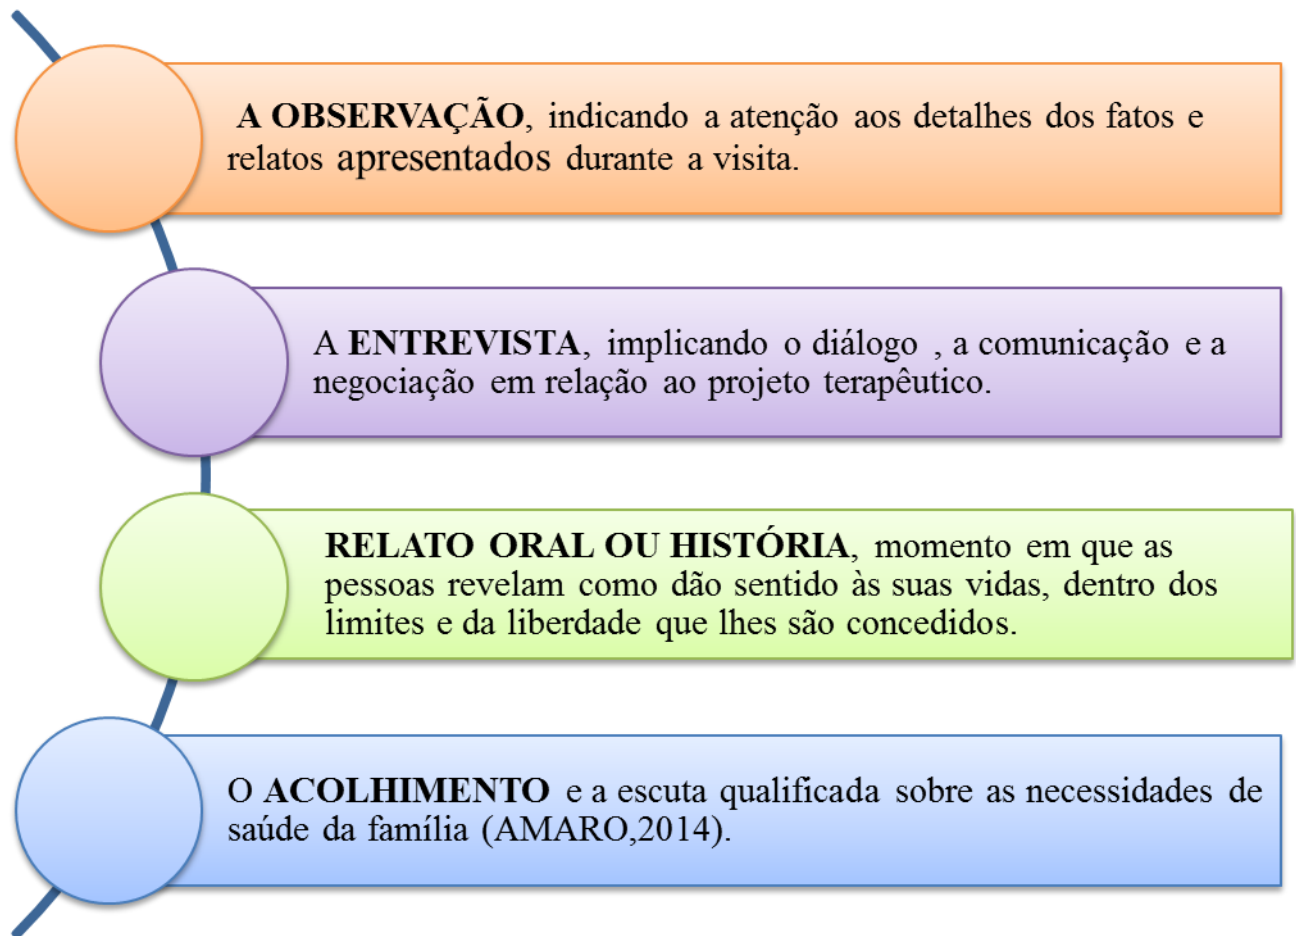 A OBSERVAÇÃO, indicando a atenção aos detalhes dos fatos e
relatos apresentados durante a visita.
A ENTREVISTA, implicando o diálogo , a comunicação e a
negociação em relação ao projeto terapêutico.
RELATO ORAL OU HISTÓRIA, momento em que as
pessoas revelam como dão sentido às suas vidas, dentro dos
limites e da liberdade que lhes são concedidos.
O ACOLHIMENTO e a escuta qualificada sobre as necessidades de
saúde da família (AMARO,2014).